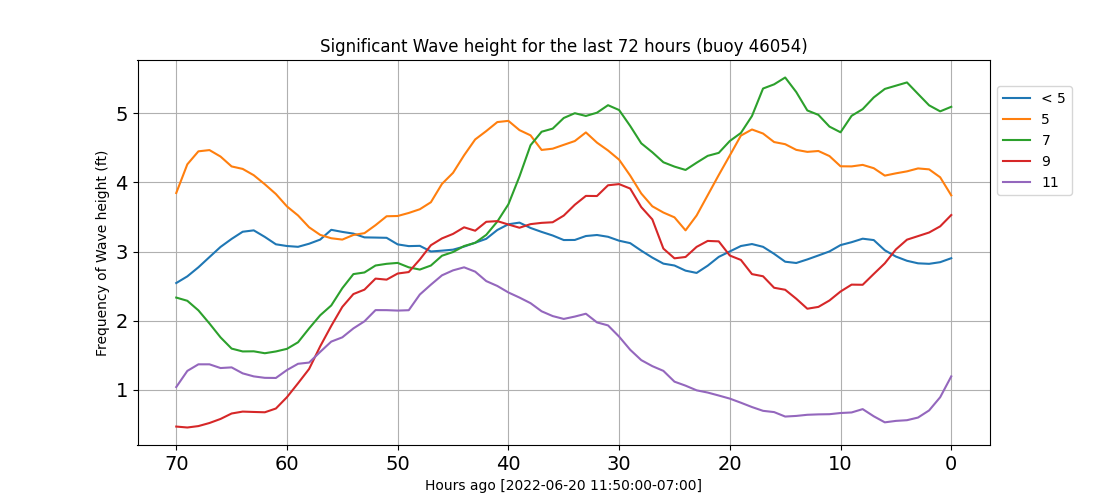 Significant Wave height for the last 72 hours (buoy 46054)
Frequency of Wave height (ft)
5
4
3
2
1
70 60 50 40 30 20 10 0
Hours ago [2022-06-20 11:50:00-07:00]
< 5
5
7
9
11